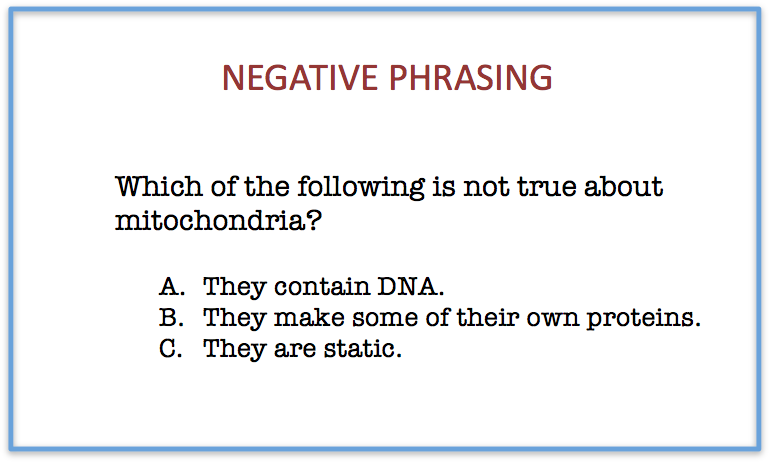 NEGATIVE PHRASING
Which of the following is not true about
mitochondria?
A. They contain DNA.
B. They make some of their own proteins.
C. They are static.